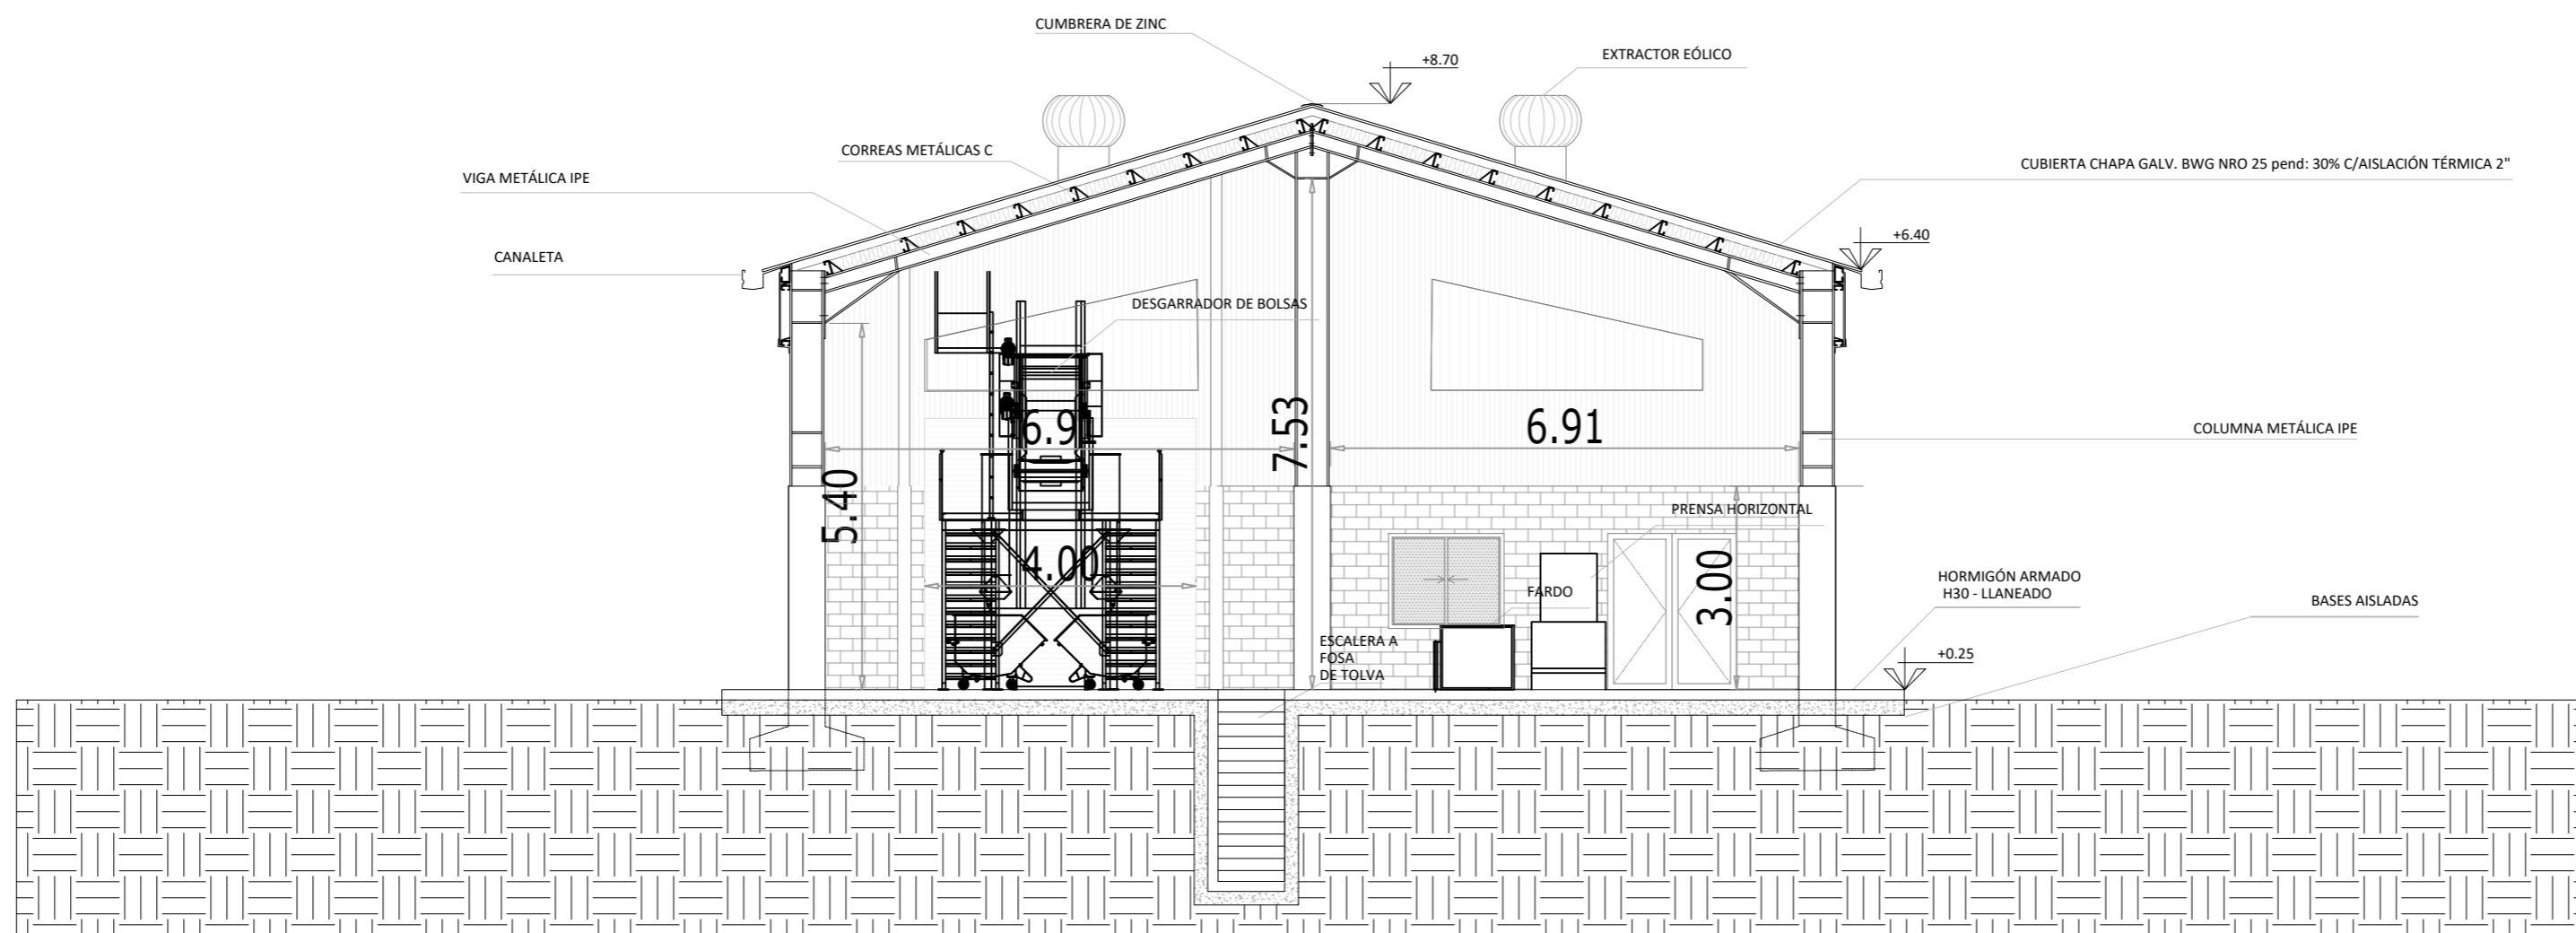 CUMBRERA DE ZINC
EXTRACTOR EÓLICO
+8.70
CORREAS METÁLICAS C
CUBIERTA CHAPA GALV. BWG NRO 25 pend: 30% C/AISLACIÓN TÉRMICA 2"
VIGA METÁLICA IPE
+6.40
CANALETA
DESGARRADOR DE BOLSAS
6.91
7.53
6.91
COLUMNA METÁLICA IPE
5.40
PRENSA HORIZONTAL
4.00
3.00
FARDO
HORMIGÓN ARMADO
H30 - LLANEADO
BASES AISLADAS
ESCALERA A
FOSA
DE TOLVA
+0.25